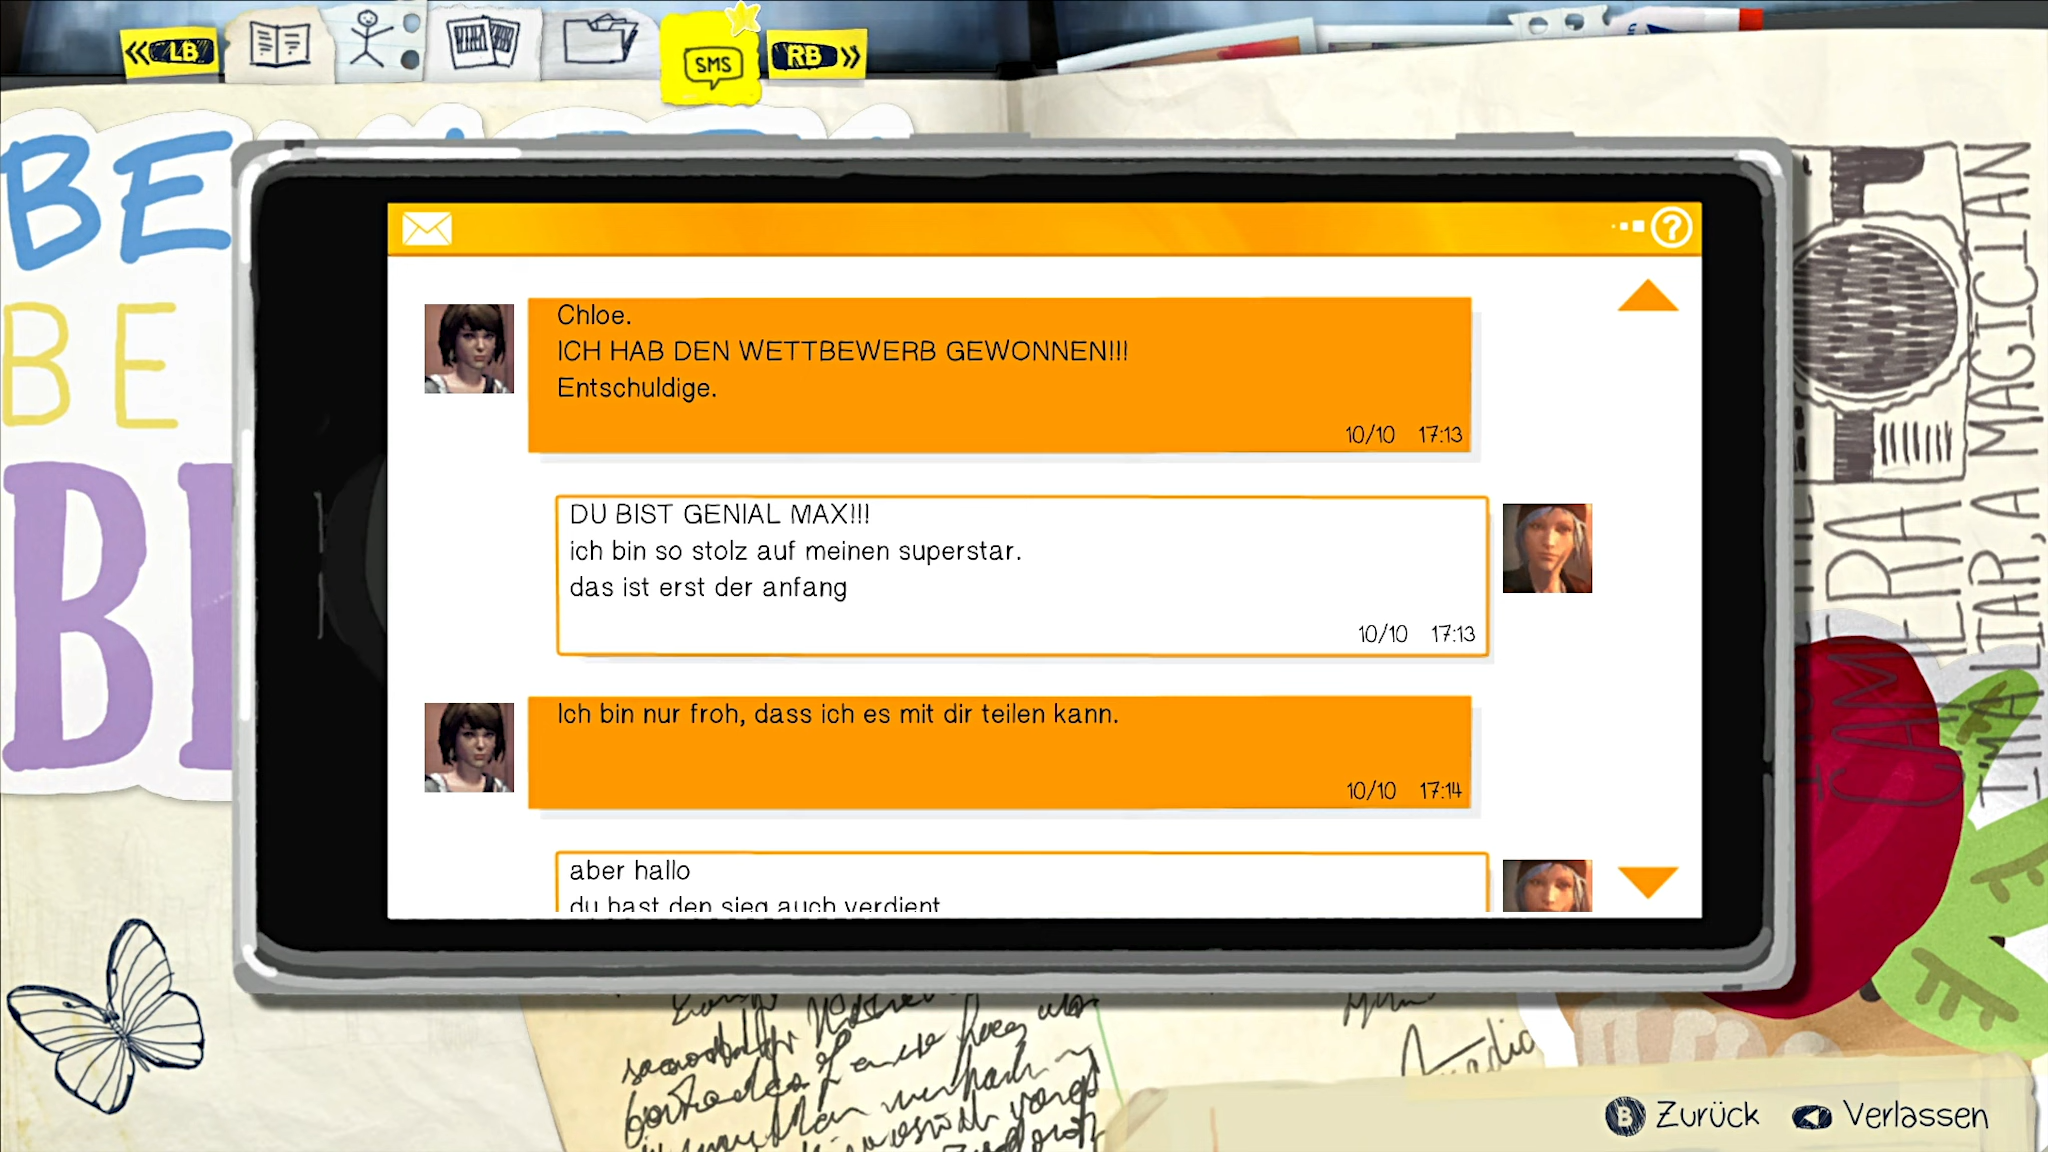 LB
SMS
RB
BE
BE
Chloe.
ICH HAB DEN WETTBEWERB GEWONNEN!!!
Entschuldige.
10/10 17:13
DU BIST GENIAL MAX!!!
ich bin so stolz auf meinen superstar.
das ist erst der anfang
10/10 17:13
Ich bin nur froh, dass ich es mit dir teilen kann.
10/10 17:14
aber hallo
du hast den sieg auch verdient
CAMERA
I'M A LIAR, A MAGICIAN
B Zurück
Verlassen